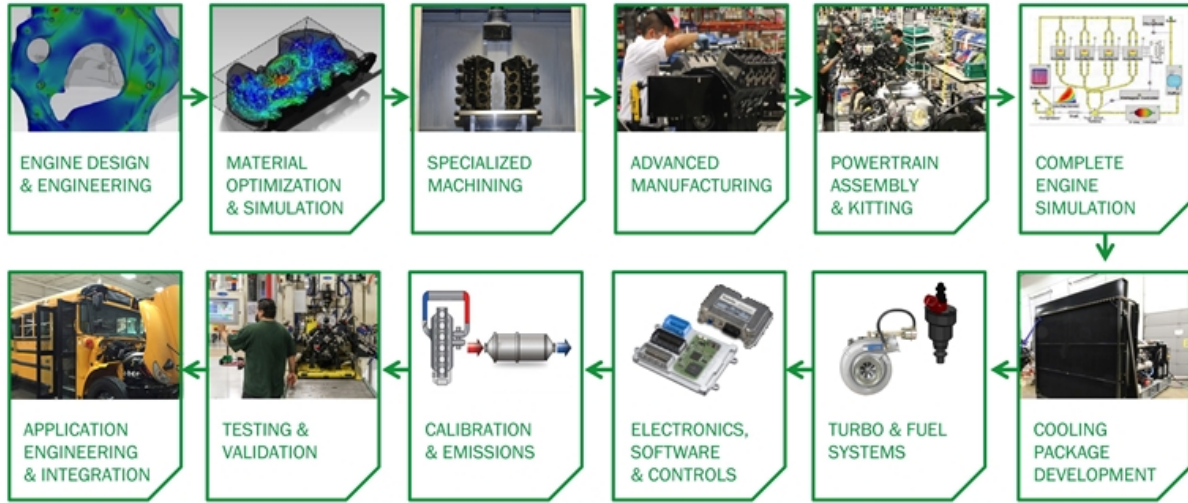 ENGINE DESIGN
& ENGINEERING
MATERIAL
OPTIMIZATION
& SIMULATION
SPECIALIZED
MACHINING
ADVANCED
MANUFACTURING
POWERTRAIN
ASSEMBLY
& KITTING
COMPLETE
ENGINE
SIMULATION
APPLICATION
ENGINEERING
& INTEGRATION
TESTING &
VALIDATION
CALIBRATION
& EMISSIONS
ELECTRONICS,
SOFTWARE
& CONTROLS
TURBO & FUEL
SYSTEMS
COOLING
PACKAGE
DEVELOPMENT